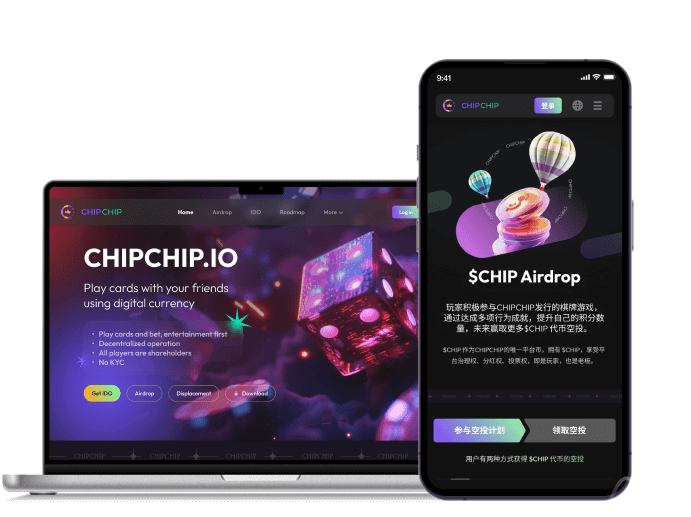 CHIPCHIP
Home
Airdrop
IDO
Roadmap
More
Log in
CHIPCHIP.IO
Play cards with your friends
using digital currency
• Play cards and bet, entertainment first
• Decentralized operation
• All players are shareholders
• No KYC
Get IDO
Airdrop
Displacement
Download
CHIPCHIP CHIPCHIP CHIPCHIP CHIPCHIP CHIPCHIP
9:41
CHIPCHIP
登录
CHIPCHIP
CHIPCHIP
CHIPCHIP
CHIPCHIP
$CHIP Airdrop
玩家积极参与CHIPCHIP发行的棋牌游戏，
通过达成多项行为成就，提升自己的积分数
量，未来赢取更多$CHIP 代币空投。
$CHIP 作为CHIPCHIP的唯一平台币，拥有 $CHIP，享受平
台治理权、分红权、投票权，即是玩家，也是老板。
参与空投计划
领取空投
用户有两种方式获得 $CHIP 代币的空投